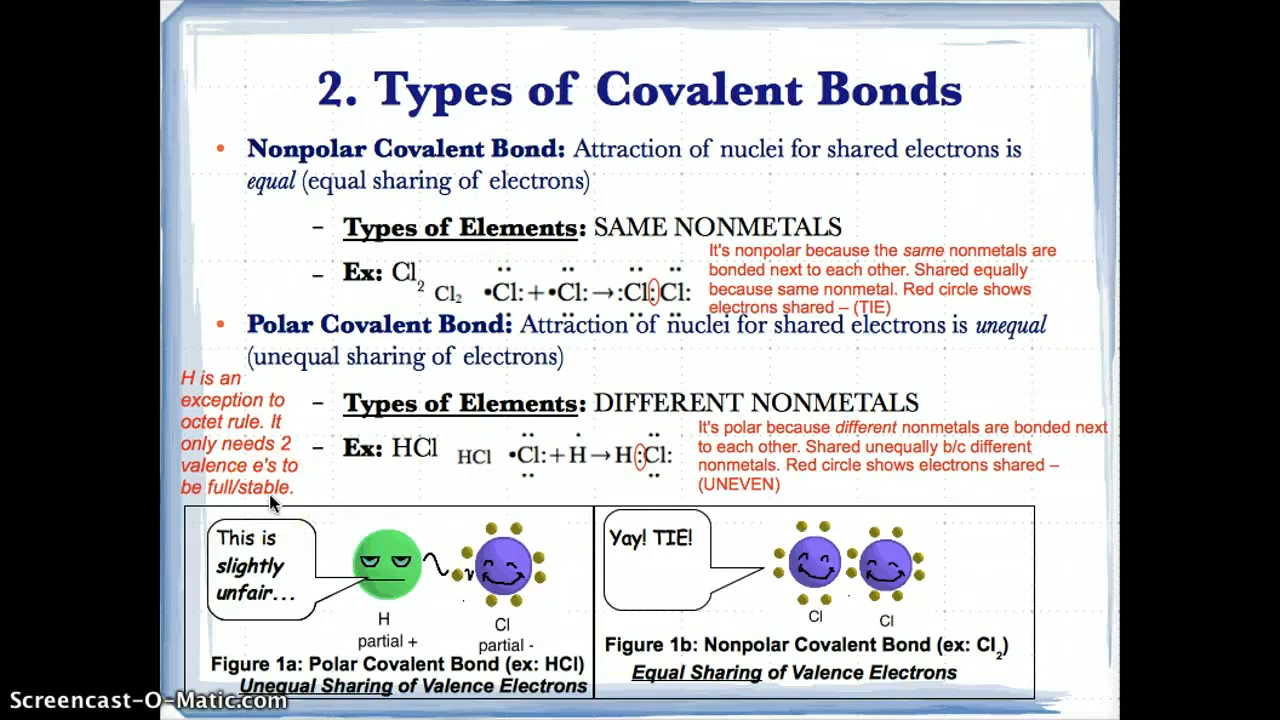 2. Types of Covalent Bonds
• Nonpolar Covalent Bond: Attraction of nuclei for shared electrons is
equal (equal sharing of electrons)
– Types of Elements: SAME NONMETALS
– Ex: Cl2
Cl2 •Cl: + •Cl: → :Cl:Cl:
It's nonpolar because the same nonmetals are
bonded next to each other. Shared equally
because same nonmetal. Red circle shows
electrons shared – (TIE)
• Polar Covalent Bond: Attraction of nuclei for shared electrons is unequal
(unequal sharing of electrons)
H is an
exception to
octet rule. It
only needs 2
valence e's to
be full/stable.
– Types of Elements: DIFFERENT NONMETALS
– Ex: HCl
HCl •Cl: + H → H:Cl:
It's polar because different nonmetals are bonded next
to each other. Shared unequally b/c different
nonmetals. Red circle shows electrons shared –
(UNEVEN)
This is
slightly
unfair...
H
partial +
Cl
partial -
Figure 1a: Polar Covalent Bond (ex: HCl)
Unequal Sharing of Valence Electrons
Yay! TIE!
Cl
Cl
Figure 1b: Nonpolar Covalent Bond (ex: Cl2)
Equal Sharing of Valence Electrons
Screencast-O-Matic.com